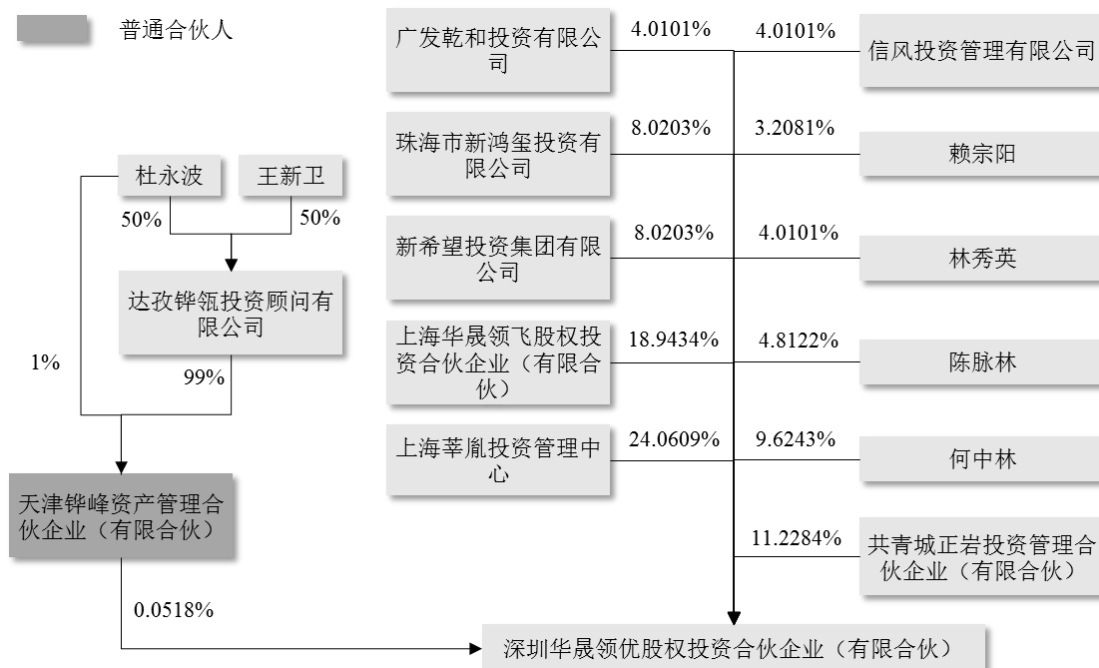 普通合伙人
广发乾和投资有限公
司
4.0101%
4.0101%
信风投资管理有限公司
珠海市新鸿玺投资有
限公司
8.0203%
3.2081%
赖宗阳
杜永波
王新卫
50%
50%
新希望投资集团有限
公司
8.0203%
4.0101%
林秀英
达孜铧瓴投资顾问有
限公司
1%
99%
上海华晟领飞股权投
资合伙企业（有限合
伙）
18.9434%
4.8122%
陈脉林
上海莘胤投资管理中
心
24.0609%
9.6243%
何中林
天津铧峰资产管理合
伙企业（有限合伙）
11.2284%
共青城正岩投资管理合
伙企业（有限合伙）
0.0518%
深圳华晟领优股权投资合伙企业（有限合伙）